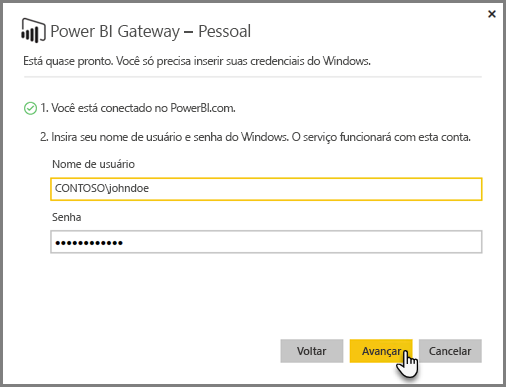 ×
Power BI Gateway – Pessoal
Está quase pronto. Você só precisa inserir suas credenciais do Windows.
1. Você está conectado no PowerBI.com.
2. Insira seu nome de usuário e senha do Windows. O serviço funcionará com esta conta.
Nome de usuário
CONTOSO\johndoe
Senha
••••••••••••
Voltar Avançar Cancelar